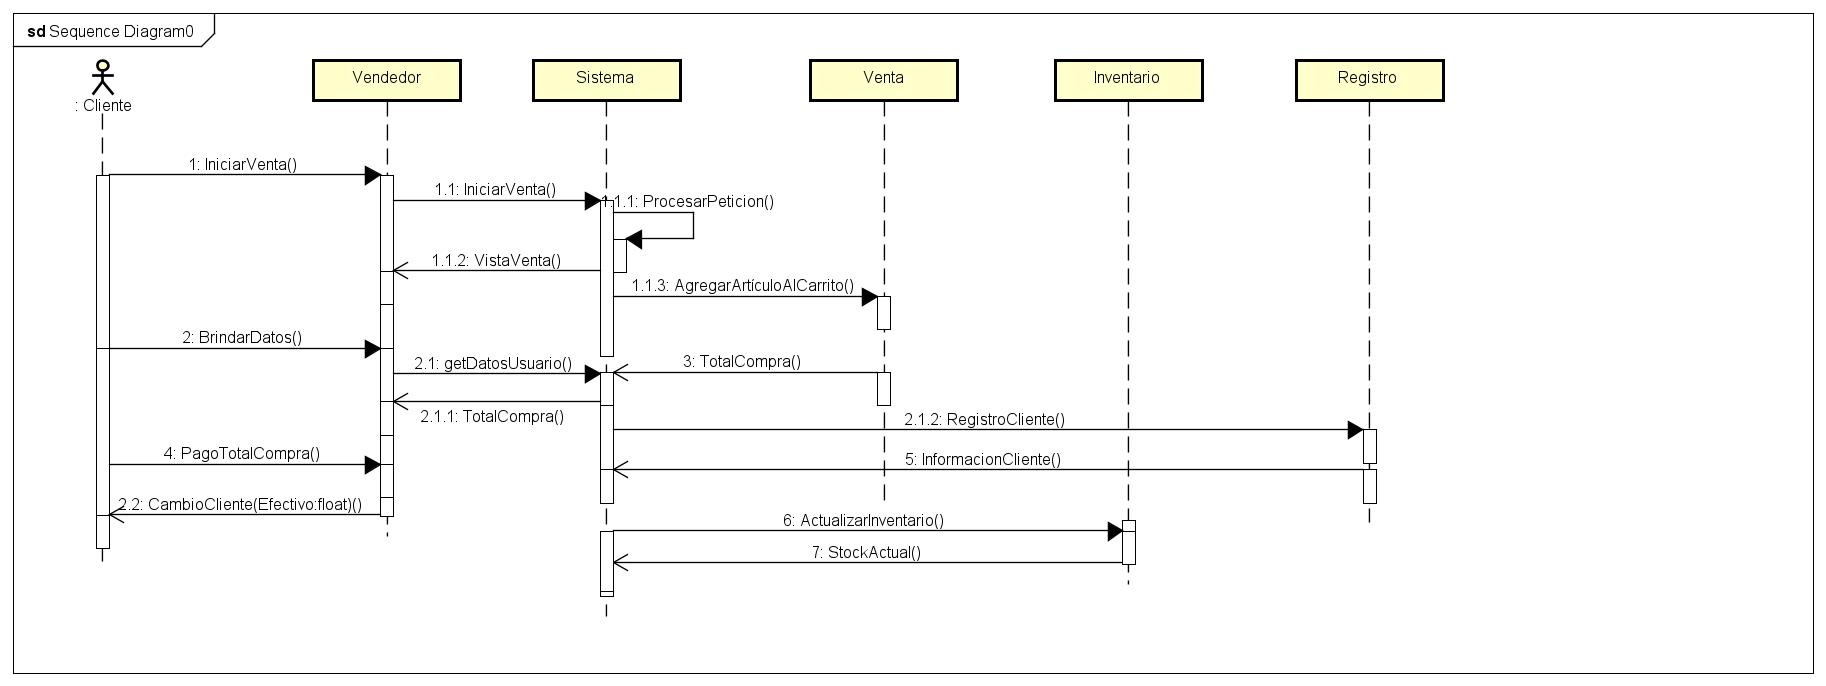 sd Sequence Diagram0
: Cliente
Vendedor
Sistema
Venta
Inventario
Registro
1: IniciarVenta()
1.1: IniciarVenta()
1.1.1: ProcesarPeticion()
1.1.2: VistaVenta()
1.1.3: AgregarArtículoAlCarrito()
2: BrindarDatos()
2.1: getDatosUsuario()
3: TotalCompra()
2.1.1: TotalCompra()
2.1.2: RegistroCliente()
4: PagoTotalCompra()
5: InformacionCliente()
2.2: CambioCliente(Efectivo:float)()
6: ActualizarInventario()
7: StockActual()